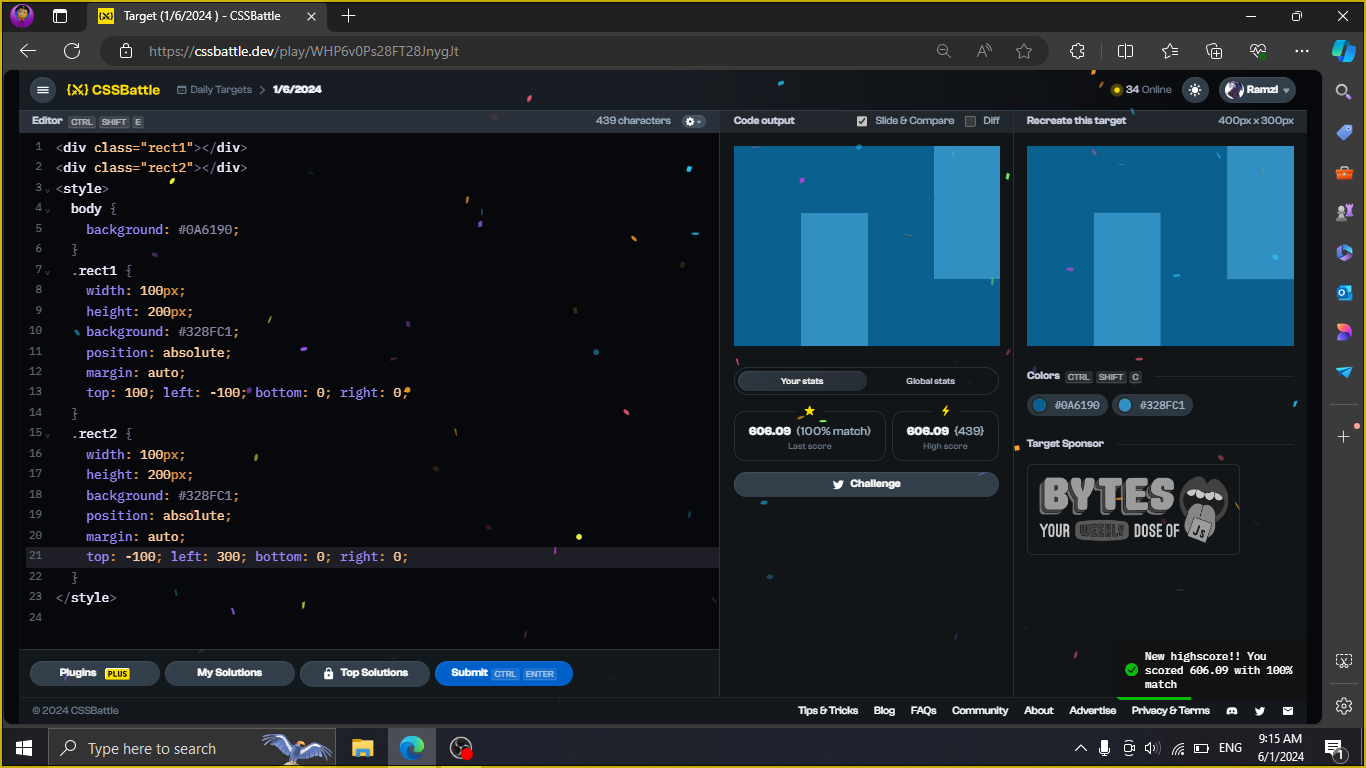 Target (1/6/2024 ) - CSSBattle
https://cssbattle.dev/play/WHP6v0Ps28FT28JnygJt
{X} CSSBattle
Daily Targets > 1/6/2024
34 Online
Ramzi
Editor CTRL SHIFT E
439 characters
1 <div class="rect1"></div>
2 <div class="rect2"></div>
3 <style>
4 body {
5 background: #0A6190;
6 }
7 .rect1 {
8 width: 100px;
9 height: 200px;
10 background: #328FC1;
11 position: absolute;
12 margin: auto;
13 top: 100; left: -100; bottom: 0; right: 0;
14 }
15 .rect2 {
16 width: 100px;
17 height: 200px;
18 background: #328FC1;
19 position: absolute;
20 margin: auto;
21 top: -100; left: 300; bottom: 0; right: 0;
22 }
23 </style>
24
Plugins PLUS
My Solutions
Top Solutions
Submit CTRL ENTER
Code output
Slide & Compare
Diff
Your stats
Global stats
606.09 (100% match)
Last score
606.09 {439}
High score
Challenge
Recreate this target
400px x 300px
Colors CTRL SHIFT C
#0A6190
#328FC1
Target Sponsor
BYTES
YOUR WEEKLY DOSE OF JS
New highscore!! You
scored 606.09 with 100%
match
© 2024 CSSBattle
Tips & Tricks
Blog
FAQs
Community
About
Advertise
Privacy & Terms
Type here to search
ENG
9:15 AM
6/1/2024
1